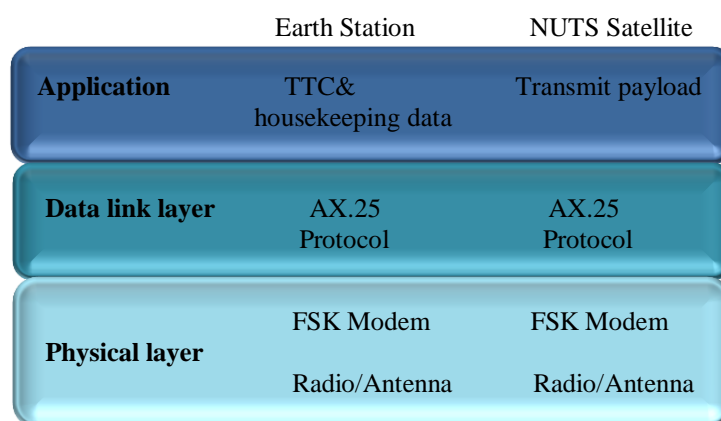 Earth Station NUTS Satellite
Application TTC& Transmit payload
housekeeping data
Data link layer AX.25 AX.25
Protocol Protocol
FSK Modem FSK Modem
Physical layer
Radio/Antenna Radio/Antenna